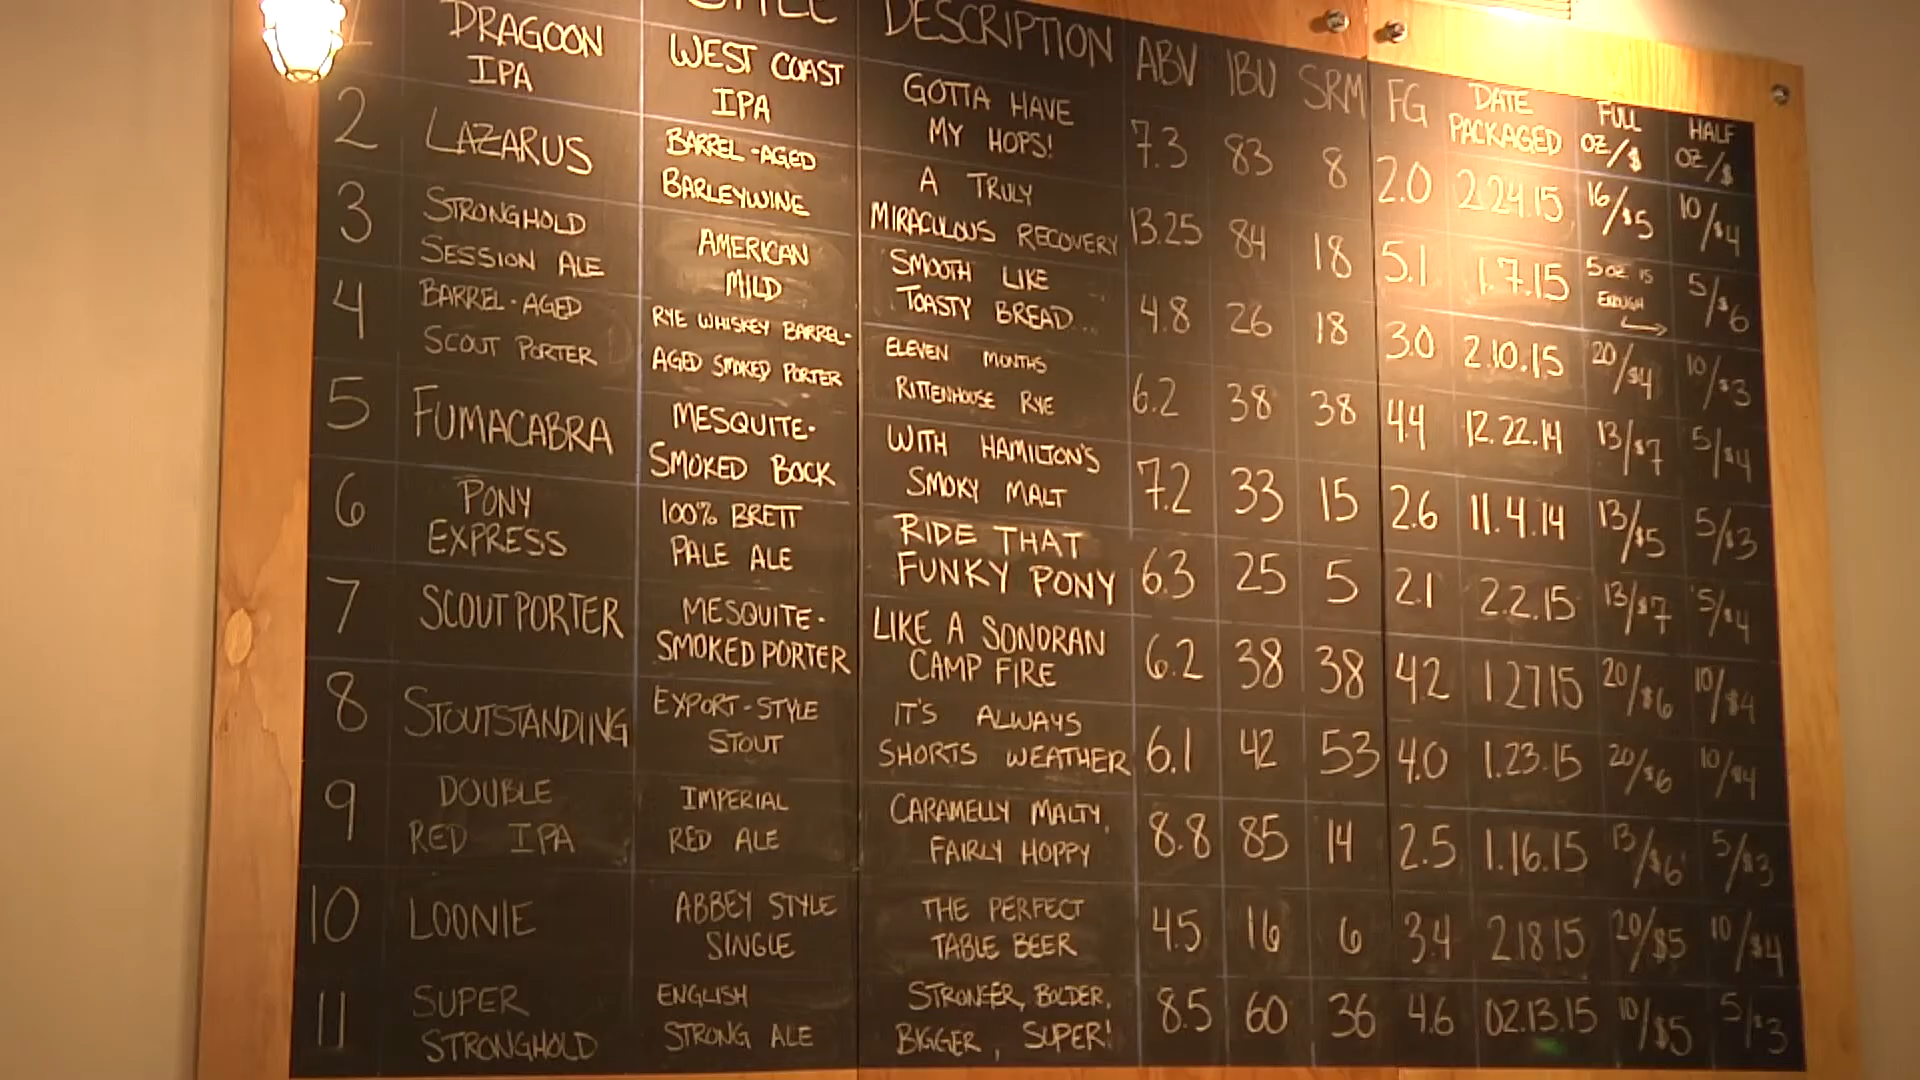 DESCRIPTION ABV IBU SRM FG DATE PACKAGED FULL OZ/$ HALF OZ/$
1 DRAGOON IPA WEST COAST IPA GOTTA HAVE MY HOPS! 7.3 83 8 2.0 2.24.15 16/$5 10/$4
2 LAZARUS BARREL-AGED BARLEYWINE A TRULY MIRACULOUS RECOVERY 13.25 84 18 5.1 1.7.15 5 OZ IS ENOUGH 5/$6
3 STRONGHOLD SESSION ALE AMERICAN MILD SMOOTH LIKE TOASTY BREAD... 4.8 26 18 3.0 2.10.15 20/$4 10/$3
4 BARREL-AGED SCOUT PORTER RYE WHISKEY BARREL-AGED SMOKED PORTER ELEVEN MONTHS RITTENHOUSE RYE 6.2 38 38 4.4 12.22.14 13/$7 5/$4
5 FUMACABRA MESQUITE-SMOKED BOCK WITH HAMILTON'S SMOKY MALT 7.2 33 15 2.6 11.4.14 13/$5 5/$3
6 PONY EXPRESS 100% BRETT PALE ALE RIDE THAT FUNKY PONY 6.3 25 5 2.1 2.2.15 13/$7 5/$4
7 SCOUT PORTER MESQUITE-SMOKED PORTER LIKE A SONORAN CAMP FIRE 6.2 38 38 4.2 1.27.15 20/$6 10/$4
8 STOUTSTANDING EXPORT-STYLE STOUT IT'S ALWAYS SHORTS WEATHER 6.1 42 53 4.0 1.23.15 20/$6 10/$4
9 DOUBLE RED IPA IMPERIAL RED ALE CARAMELLY MALTY, FAIRLY HOPPY 8.8 85 14 2.5 1.16.15 13/$6 5/$3
10 LOONIE ABBEY STYLE SINGLE THE PERFECT TABLE BEER 4.5 16 6 3.4 2.18.15 20/$5 10/$4
11 SUPER STRONGHOLD ENGLISH STRONG ALE STRONGER, BOLDER, BIGGER, SUPER! 8.5 60 36 4.6 02.13.15 10/$5 5/$3